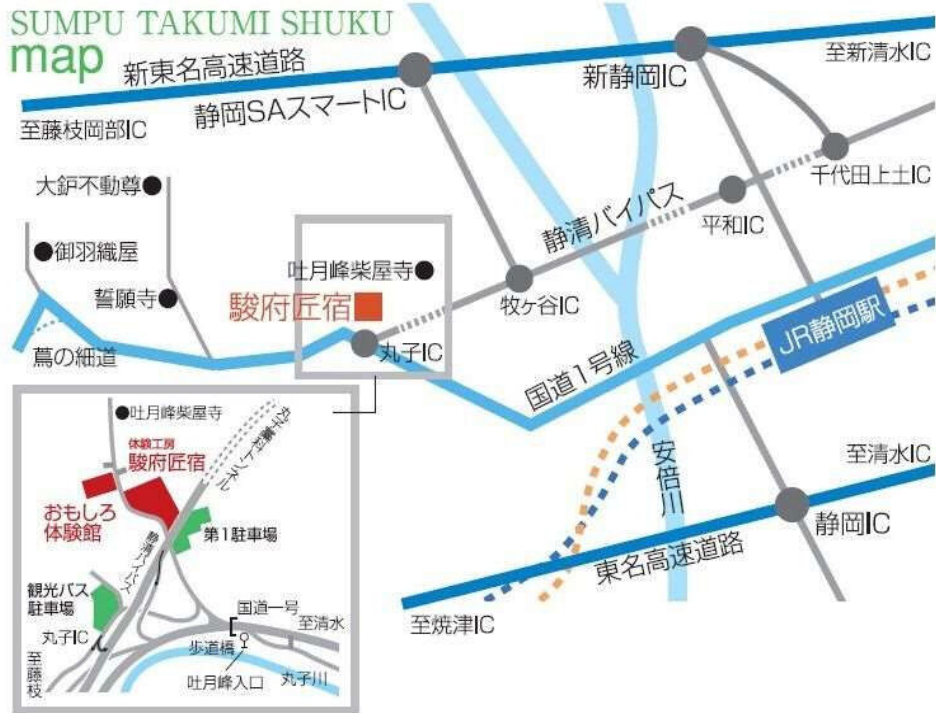 SUMPU TAKUMI SHUKU
map
新東名高速道路
静岡SAスマートIC
新静岡IC
至新清水IC
至藤枝岡部IC
千代田上土IC
大鈩不動尊
静清バイパス
平和IC
御羽織屋
吐月峰柴屋寺
牧ヶ谷IC
誓願寺
駿府匠宿
JR静岡駅
蔦の細道
丸子IC
国道1号線
安倍川
至清水IC
静岡IC
東名高速道路
至焼津IC
吐月峰柴屋寺
丸子藁科トンネル
体験工房
駿府匠宿
おもしろ
体験館
静清バイパス
第1駐車場
観光バス
駐車場
国道一号
至清水
丸子IC
歩道橋
至藤枝
吐月峰入口
丸子川